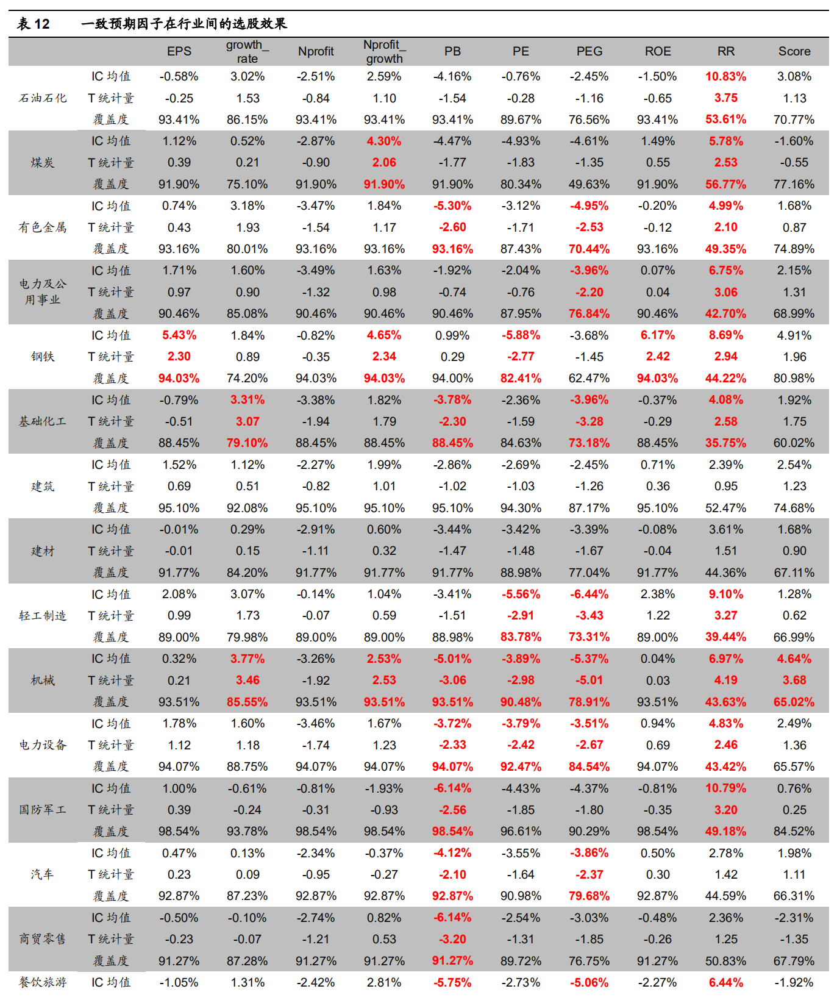 表 12 一致预期因子在行业间的选股效果
EPS growth_rate Nprofit Nprofit_growth PB PE PEG ROE RR Score
IC 均值 -0.58% 3.02% -2.51% 2.59% -4.16% -0.76% -2.45% -1.50% 10.83% 3.08%
石油石化 T 统计量 -0.25 1.53 -0.84 1.10 -1.54 -0.28 -1.16 -0.65 3.75 1.13
覆盖度 93.41% 86.15% 93.41% 93.41% 93.41% 89.67% 76.56% 93.41% 53.61% 70.77%
IC 均值 1.12% 0.52% -2.87% 4.30% -4.47% -4.93% -4.61% 1.49% 5.78% -1.60%
煤炭 T 统计量 0.39 0.21 -0.90 2.06 -1.77 -1.83 -1.35 0.55 2.53 -0.55
覆盖度 91.90% 75.10% 91.90% 91.90% 91.90% 80.34% 49.63% 91.90% 56.77% 77.16%
IC 均值 0.74% 3.18% -3.47% 1.84% -5.30% -3.12% -4.95% -0.20% 4.99% 1.68%
有色金属 T 统计量 0.43 1.93 -1.54 1.17 -2.60 -1.71 -2.53 -0.12 2.10 0.87
覆盖度 93.16% 80.01% 93.16% 93.16% 93.16% 87.43% 70.44% 93.16% 49.35% 74.89%
IC 均值 1.71% 1.60% -3.49% 1.63% -1.92% -2.04% -3.96% 0.07% 6.75% 2.15%
电力及公用事业 T 统计量 0.97 0.90 -1.32 0.98 -0.74 -0.76 -2.20 0.04 3.06 1.31
覆盖度 90.46% 85.08% 90.46% 90.46% 90.46% 87.95% 76.84% 90.46% 42.70% 68.99%
IC 均值 5.43% 1.84% -0.82% 4.65% 0.99% -5.88% -3.68% 6.17% 8.69% 4.91%
钢铁 T 统计量 2.30 0.89 -0.35 2.34 0.29 -2.77 -1.45 2.42 2.94 1.96
覆盖度 94.03% 74.20% 94.03% 94.03% 94.00% 82.41% 62.47% 94.03% 44.22% 80.98%
IC 均值 -0.79% 3.31% -3.38% 1.82% -3.78% -2.36% -3.96% -0.37% 4.08% 1.92%
基础化工 T 统计量 -0.51 3.07 -1.94 1.79 -2.30 -1.59 -3.28 -0.29 2.58 1.75
覆盖度 88.45% 79.10% 88.45% 88.45% 88.45% 84.63% 73.18% 88.45% 35.75% 60.02%
IC 均值 1.52% 1.12% -2.27% 1.99% -2.86% -2.69% -2.45% 0.71% 2.39% 2.54%
建筑 T 统计量 0.69 0.51 -0.82 1.01 -1.02 -1.03 -1.26 0.36 0.95 1.23
覆盖度 95.10% 92.08% 95.10% 95.10% 95.10% 94.30% 87.17% 95.10% 52.47% 74.68%
IC 均值 -0.01% 0.29% -2.91% 0.60% -3.44% -3.42% -3.39% -0.08% 3.61% 1.68%
建材 T 统计量 -0.01 0.15 -1.11 0.32 -1.47 -1.48 -1.67 -0.04 1.51 0.90
覆盖度 91.77% 84.20% 91.77% 91.77% 91.77% 88.98% 77.04% 91.77% 44.36% 67.11%
IC 均值 2.08% 3.07% -0.14% 1.04% -3.41% -5.56% -6.44% 2.38% 9.10% 1.28%
轻工制造 T 统计量 0.99 1.73 -0.07 0.59 -1.51 -2.91 -3.43 1.22 3.27 0.62
覆盖度 89.00% 79.98% 89.00% 89.00% 88.98% 83.78% 73.31% 89.00% 39.44% 66.99%
IC 均值 0.32% 3.77% -3.26% 2.53% -5.01% -3.89% -5.37% 0.04% 6.97% 4.64%
机械 T 统计量 0.21 3.46 -1.92 2.53 -3.06 -2.98 -5.01 0.03 4.19 3.68
覆盖度 93.51% 85.55% 93.51% 93.51% 93.51% 90.48% 78.91% 93.51% 43.63% 65.02%
IC 均值 1.78% 1.60% -3.46% 1.67% -3.72% -3.79% -3.51% 0.94% 4.83% 2.49%
电力设备 T 统计量 1.12 1.18 -1.74 1.23 -2.33 -2.42 -2.67 0.69 2.46 1.36
覆盖度 94.07% 88.75% 94.07% 94.07% 94.07% 92.47% 84.54% 94.07% 43.42% 65.57%
IC 均值 1.00% -0.61% -0.81% -1.93% -6.14% -4.43% -4.37% -0.81% 10.79% 0.76%
国防军工 T 统计量 0.39 -0.24 -0.31 -0.93 -2.56 -1.85 -1.80 -0.35 3.20 0.25
覆盖度 98.54% 93.78% 98.54% 98.54% 98.54% 96.61% 90.29% 98.54% 49.18% 84.52%
IC 均值 0.47% 0.13% -2.34% -0.37% -4.12% -3.55% -3.86% 0.50% 2.78% 1.98%
汽车 T 统计量 0.23 0.09 -0.95 -0.27 -2.10 -1.64 -2.37 0.30 1.42 1.11
覆盖度 92.87% 87.23% 92.87% 92.87% 92.87% 90.98% 79.68% 92.87% 44.59% 66.31%
IC 均值 -0.50% -0.10% -2.74% 0.82% -6.14% -2.54% -3.03% -0.48% 2.36% -2.31%
商贸零售 T 统计量 -0.23 -0.07 -1.21 0.53 -3.20 -1.31 -1.85 -0.26 1.25 -1.35
覆盖度 91.27% 87.28% 91.27% 91.27% 91.27% 89.72% 76.75% 91.27% 50.83% 67.79%
餐饮旅游 IC 均值 -1.05% 1.31% -2.42% 2.81% -5.75% -2.73% -5.06% -2.27% 6.44% -1.92%